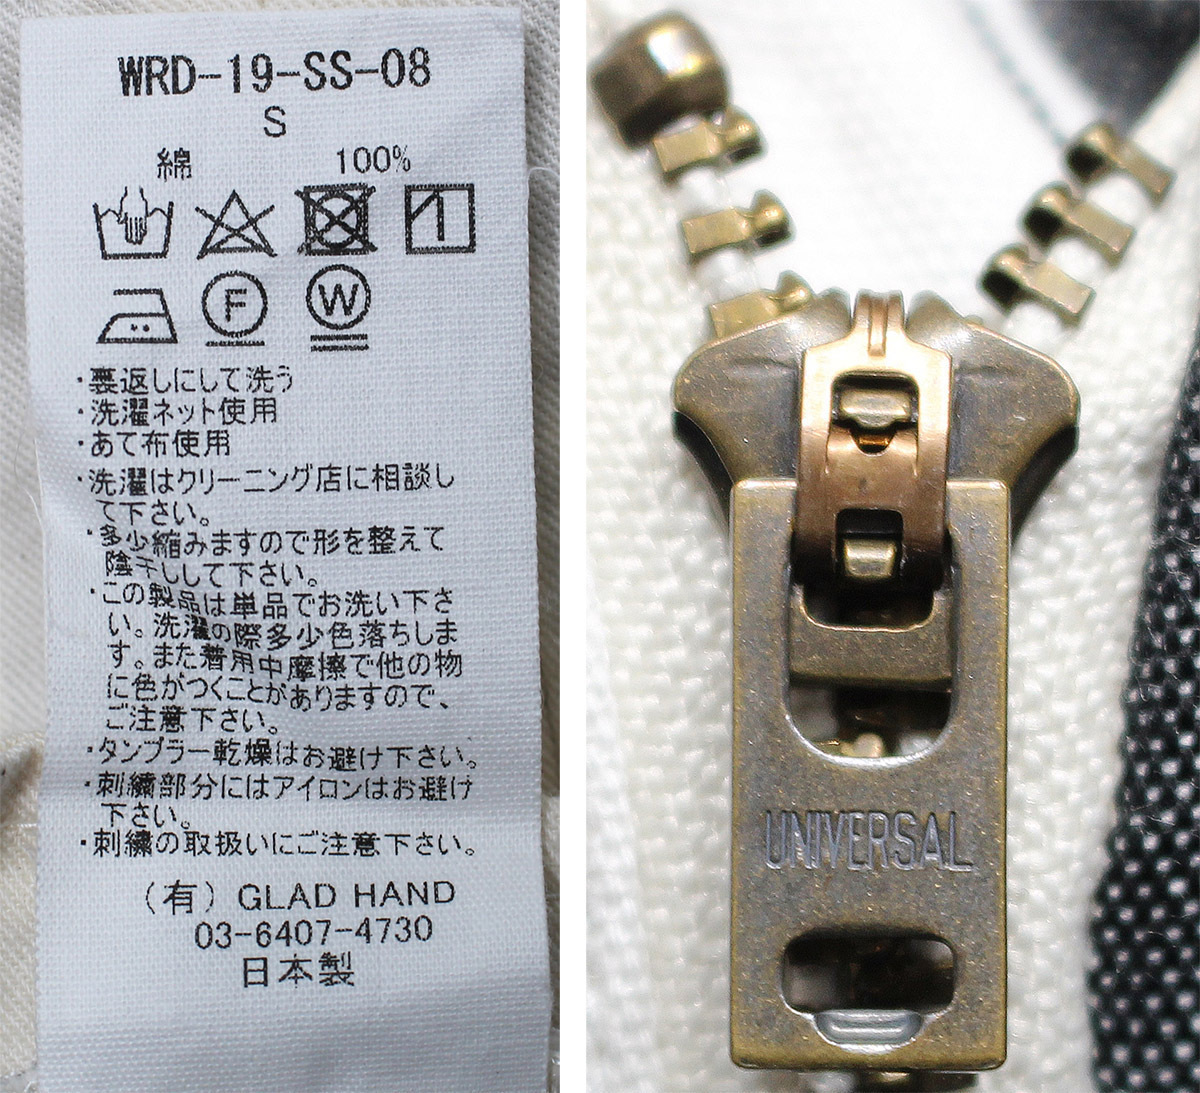 WRD-19-SS-08
S
綿 100%
F W
・裏返しにして洗う
・洗濯ネット使用
・あて布使用
・洗濯はクリーニング店に相談し
て下さい。
・多少縮みますので形を整えて
陰干しして下さい。
・この製品は単品でお洗い下さ
い。洗濯の際多少色落ちしま
す。また着用中摩擦で他の物
に色がつくことがありますので、
ご注意下さい。
・タンブラー乾燥はお避け下さい。
・刺繍部分にはアイロンはお避け
下さい。
・刺繍の取扱いにご注意下さい。
（有）GLAD HAND
03-6407-4730
日本製
UNIVERSAL